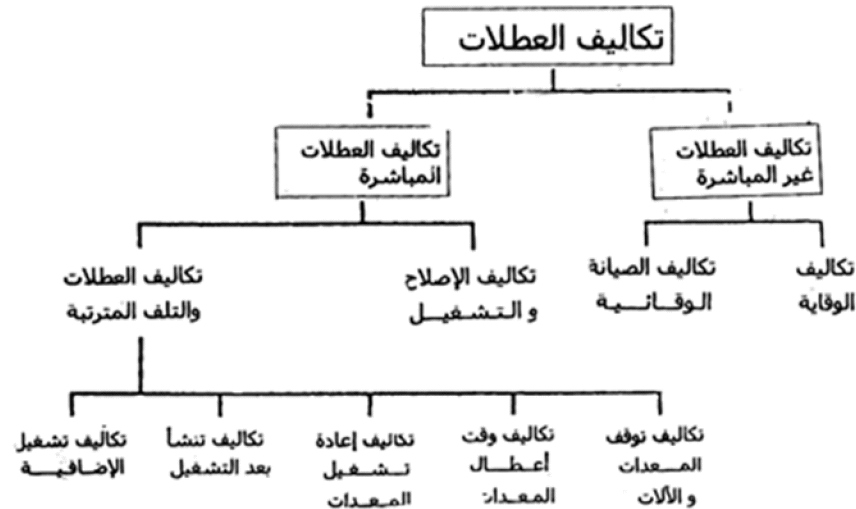 تكاليف العطلات
تكاليف العطلات
المباشرة
تكاليف العطلات
غير المباشرة
تكاليف العطلات
والتلف المترتبة
تكاليف الإصلاح
و التشغيل
تكاليف الصيانة
الوقائية
تكاليف
الوقاية
تكاليف تشغيل
الإضافية
تكاليف تنشأ
بعد التشغيل
تكاليف إعادة
تشغيل
المعدات
تكاليف وقت
أعطال
المعدات
تكاليف توقف
المعدات
و الآلات